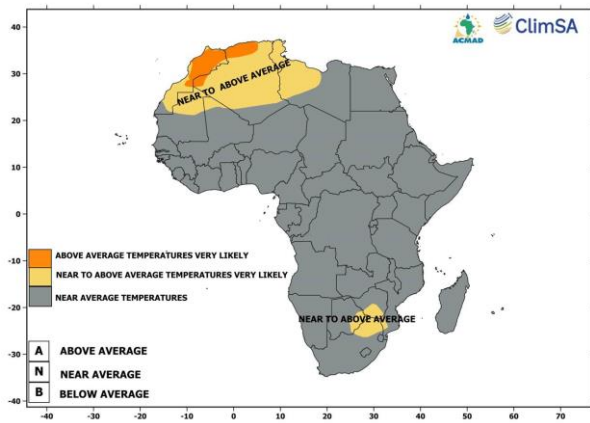 40
ACMAD
ClimSA
30
NEAR TO ABOVE AVERAGE
20
10
0
ABOVE AVERAGE TEMPERATURES VERY LIKELY
-10
NEAR TO ABOVE AVERAGE TEMPERATURES VERY LIKELY
NEAR AVERAGE TEMPERATURES
-20
NEAR TO ABOVE AVERAGE
A ABOVE AVERAGE
-30
N NEAR AVERAGE
B BELOW AVERAGE
-40
-40 -30 -20 -10 0 10 20 30 40 50 60 70